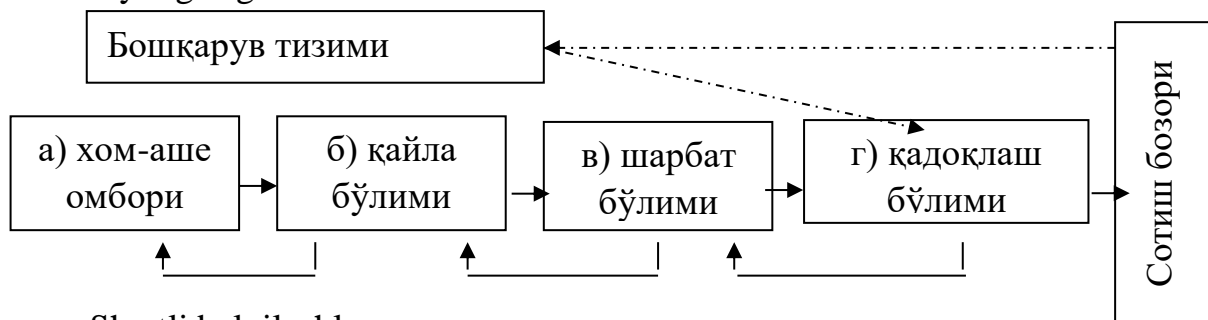 Бошқарув тизими
а) хом-аше
омбори
б) қайла
бўлими
в) шарбат
бўлими
г) қадоқлаш
бўлими
Сотиш бозори